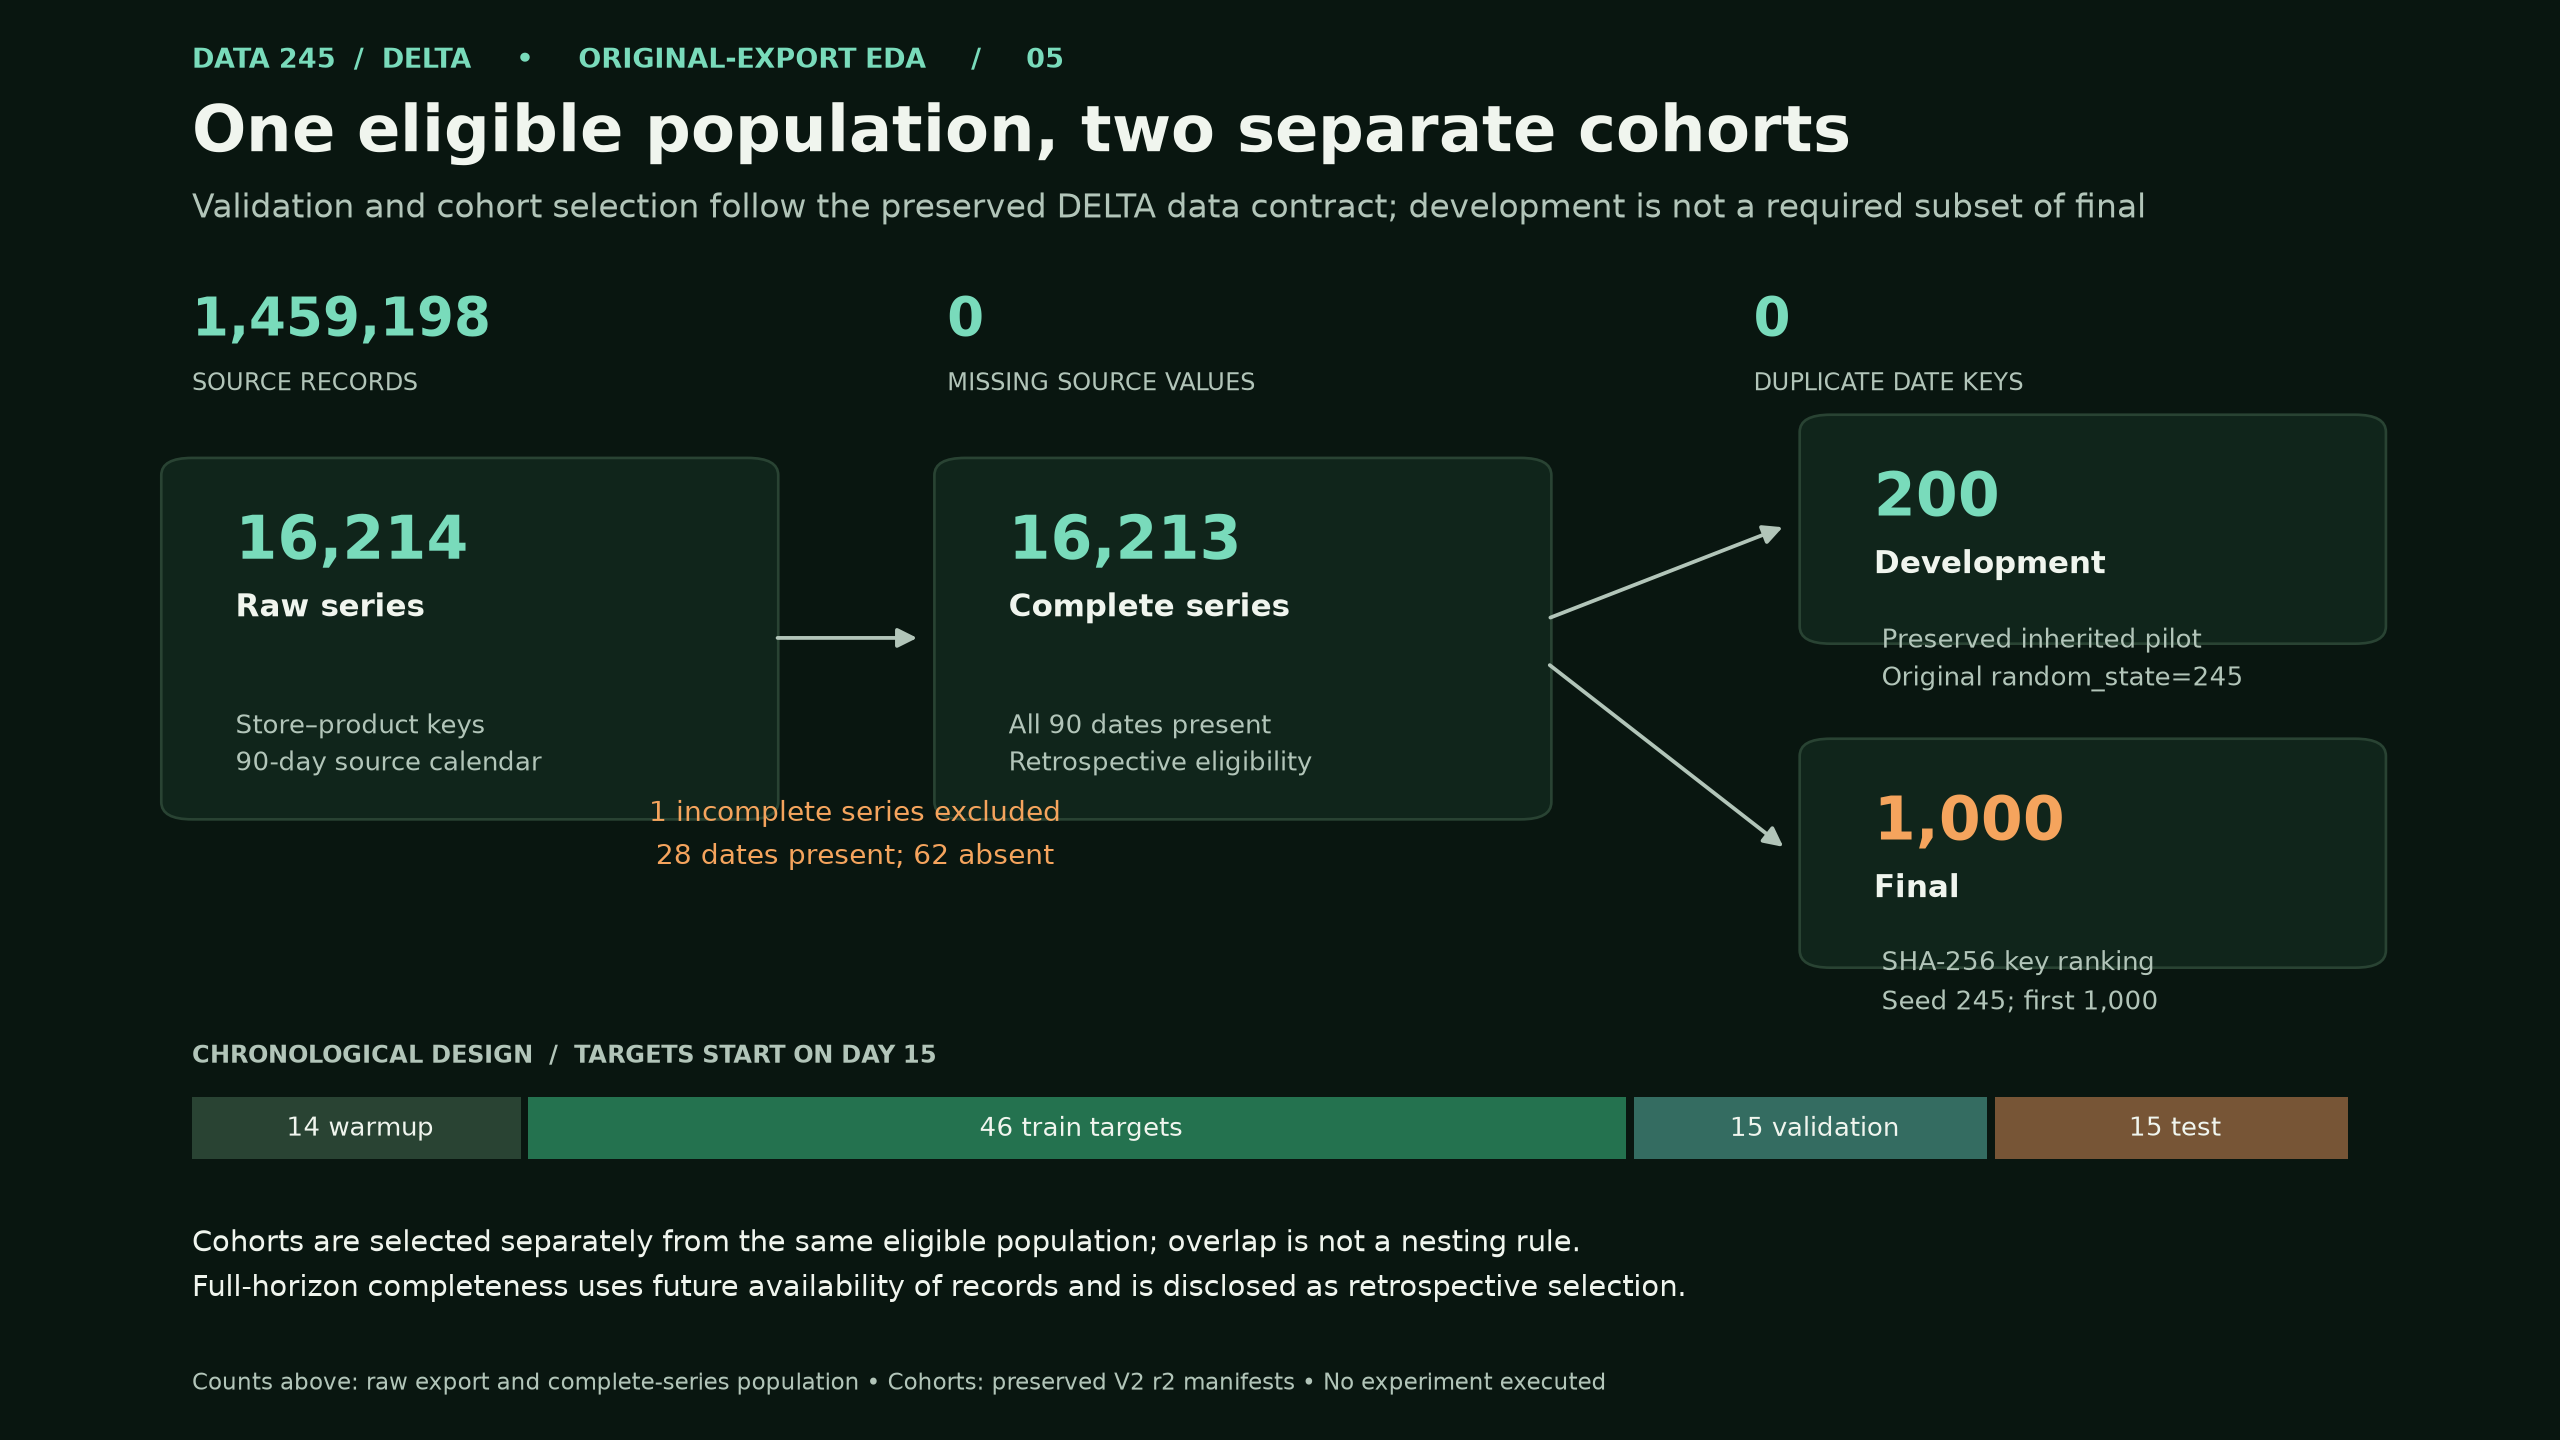 DATA 245 / DELTA • ORIGINAL-EXPORT EDA / 05
One eligible population, two separate cohorts
Validation and cohort selection follow the preserved DELTA data contract; development is not a required subset of final
1,459,198
SOURCE RECORDS
0
MISSING SOURCE VALUES
0
DUPLICATE DATE KEYS
16,214
Raw series
Store–product keys
90-day source calendar
16,213
Complete series
All 90 dates present
Retrospective eligibility
1 incomplete series excluded
28 dates present; 62 absent
200
Development
Preserved inherited pilot
Original random_state=245
1,000
Final
SHA-256 key ranking
Seed 245; first 1,000
CHRONOLOGICAL DESIGN / TARGETS START ON DAY 15
14 warmup
46 train targets
15 validation
15 test
Cohorts are selected separately from the same eligible population; overlap is not a nesting rule.
Full-horizon completeness uses future availability of records and is disclosed as retrospective selection.
Counts above: raw export and complete-series population • Cohorts: preserved V2 r2 manifests • No experiment executed